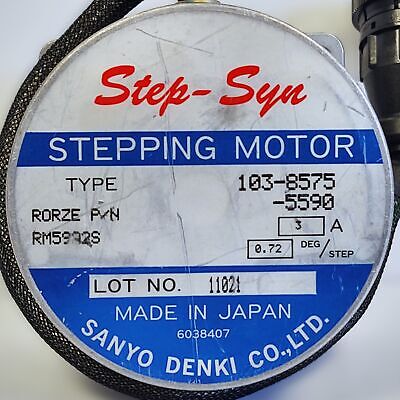 Step-Syn
STEPPING MOTOR
TYPE 103-8575
-5590
RORZE P/N
RM5992S
3 A
0.72 DEG/STEP
LOT NO. 11021
MADE IN JAPAN
6038407
SANYO DENKI CO.,LTD.